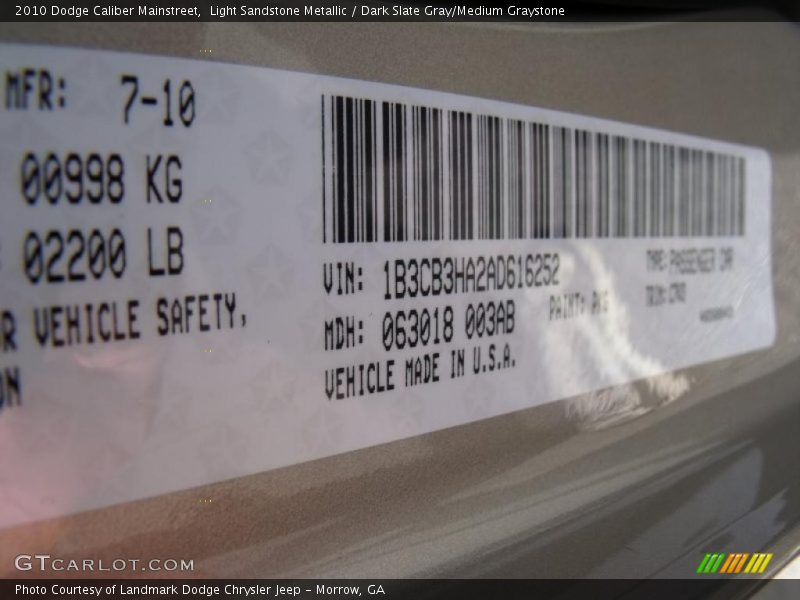 2010 Dodge Caliber Mainstreet, Light Sandstone Metallic / Dark Slate Gray/Medium Graystone
MFR: 7-10
00998 KG
02200 LB
R VEHICLE SAFETY,
ON
VIN: 1B3CB3HA2AD616252
TYPE: PASSENGER CAR
MDH: 063018 003AB
PAINT: PKG
TRIM:
VEHICLE MADE IN U.S.A.
GTCARLOT.COM
Photo Courtesy of Landmark Dodge Chrysler Jeep – Morrow, GA